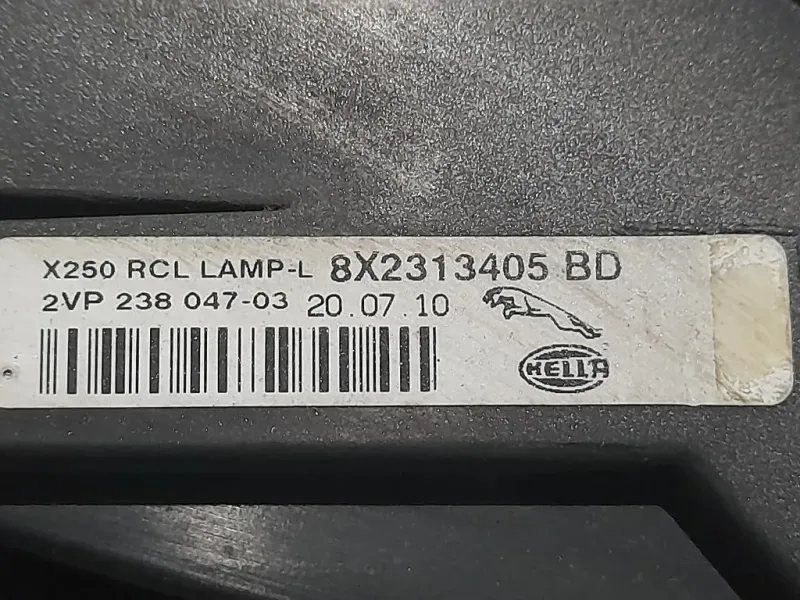 X250 RCL LAMP-L 8X2313405 BD
2VP 238 047-03 20.07.10
HELLA